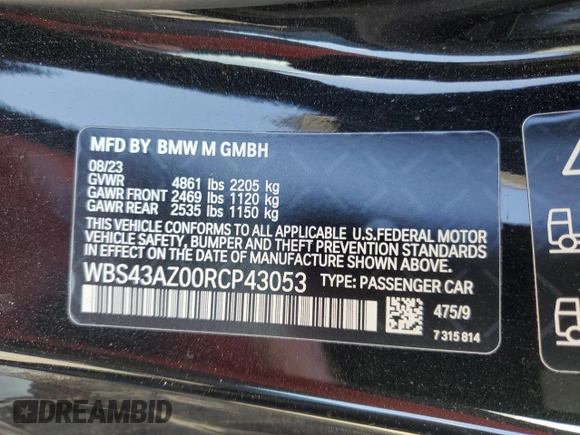 MFD BY BMW M GMBH
08/23
GVWR 4861 lbs 2205 kg
GAWR FRONT 2469 lbs 1120 kg
GAWR REAR 2535 lbs 1150 kg
THIS VEHICLE CONFORMS TO ALL APPLICABLE U.S.FEDERAL MOTOR
VEHICLE SAFETY, BUMPER AND THEFT PREVENTION STANDARDS
IN EFFECT ON THE DATE OF MANUFACTURE SHOWN ABOVE.
WBS43AZ00RCP43053 TYPE: PASSENGER CAR
475/9
7 315 814
DREAMBID